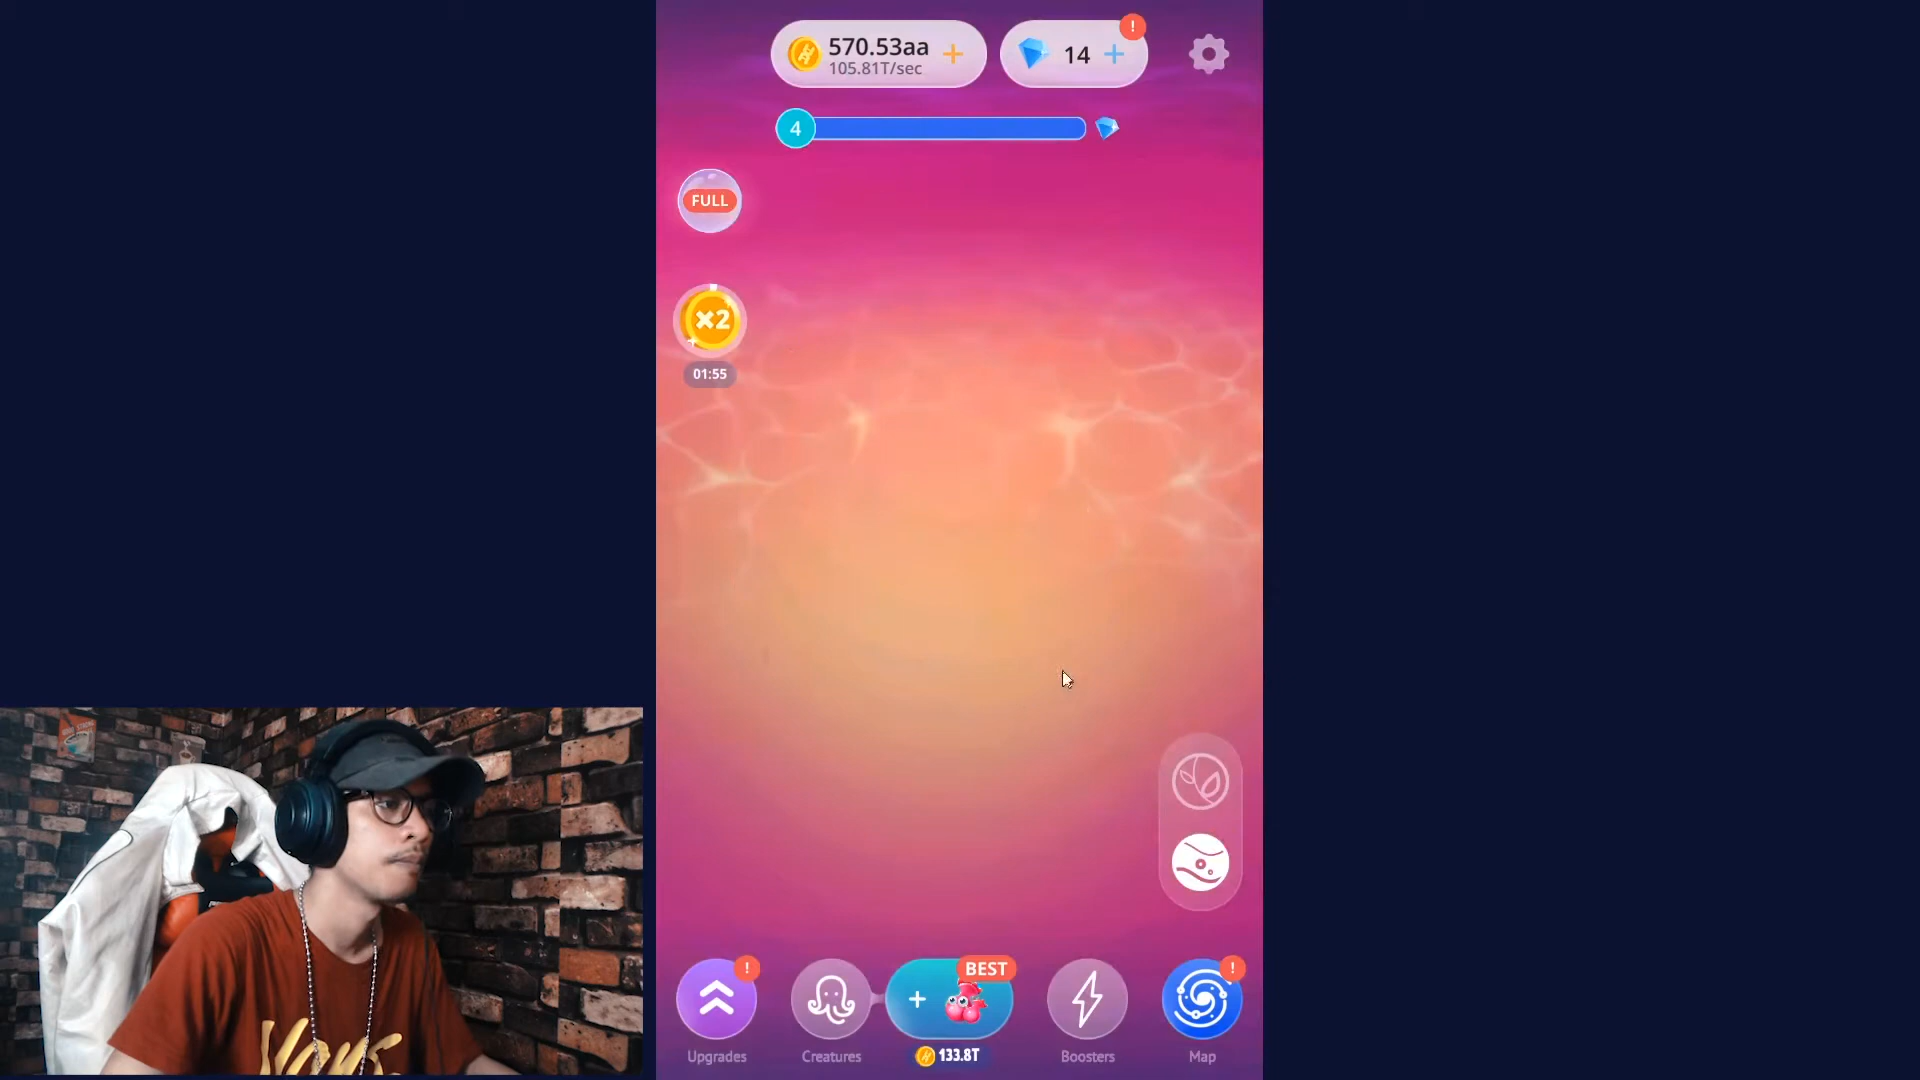 570.53aa
105.81T/sec
14
!
4
FULL
×2
01:55
!
BEST
!
133.8T
Upgrades
Creatures
Boosters
Map